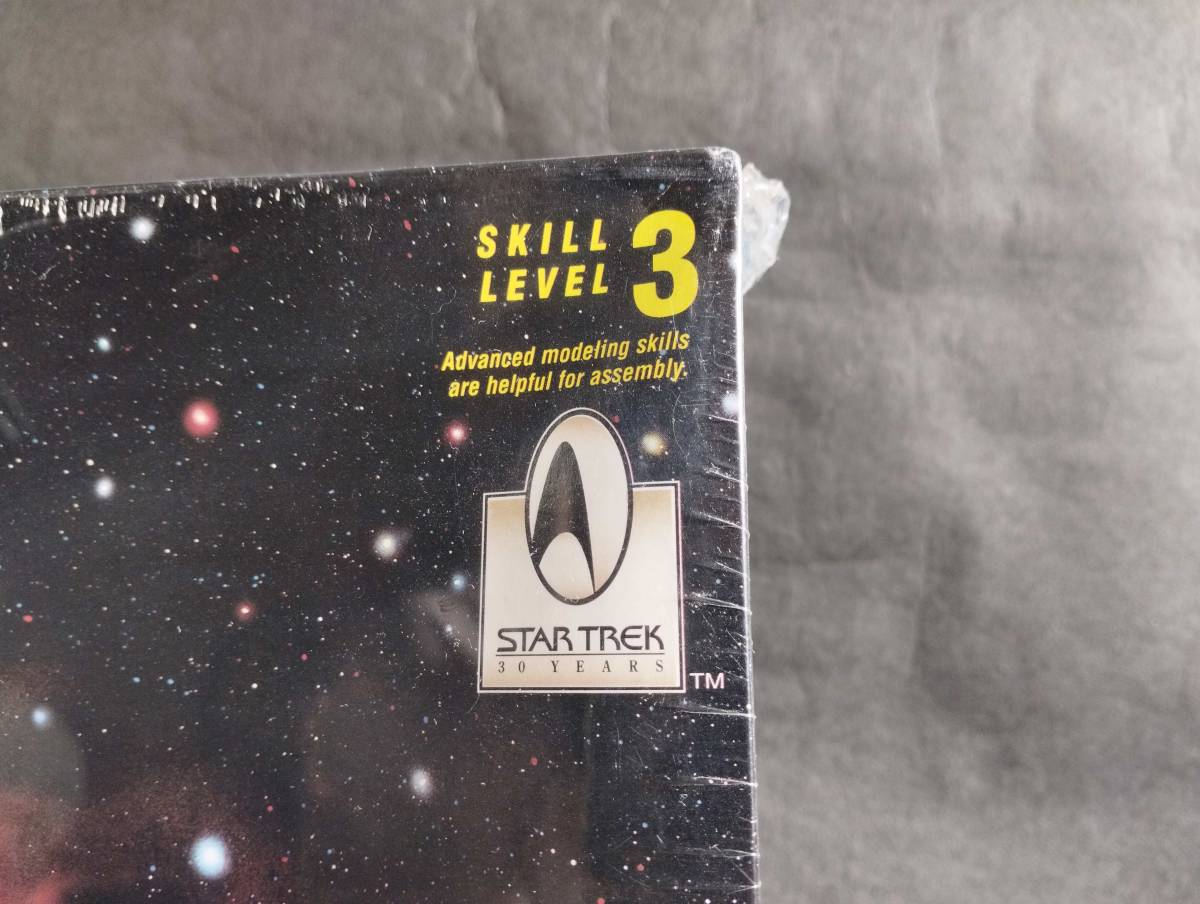 SKILL
LEVEL 3
Advanced modeling skills
are helpful for assembly.
STAR TREK
30 YEARS
TM